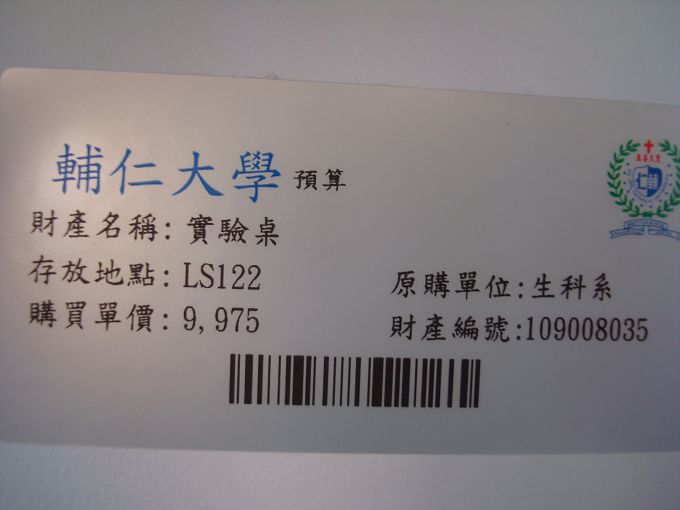 輔仁大學 預算
財產名稱: 實驗桌
存放地點: LS122
原購單位:生科系
購買單價: 9,975
財產編號:109008035